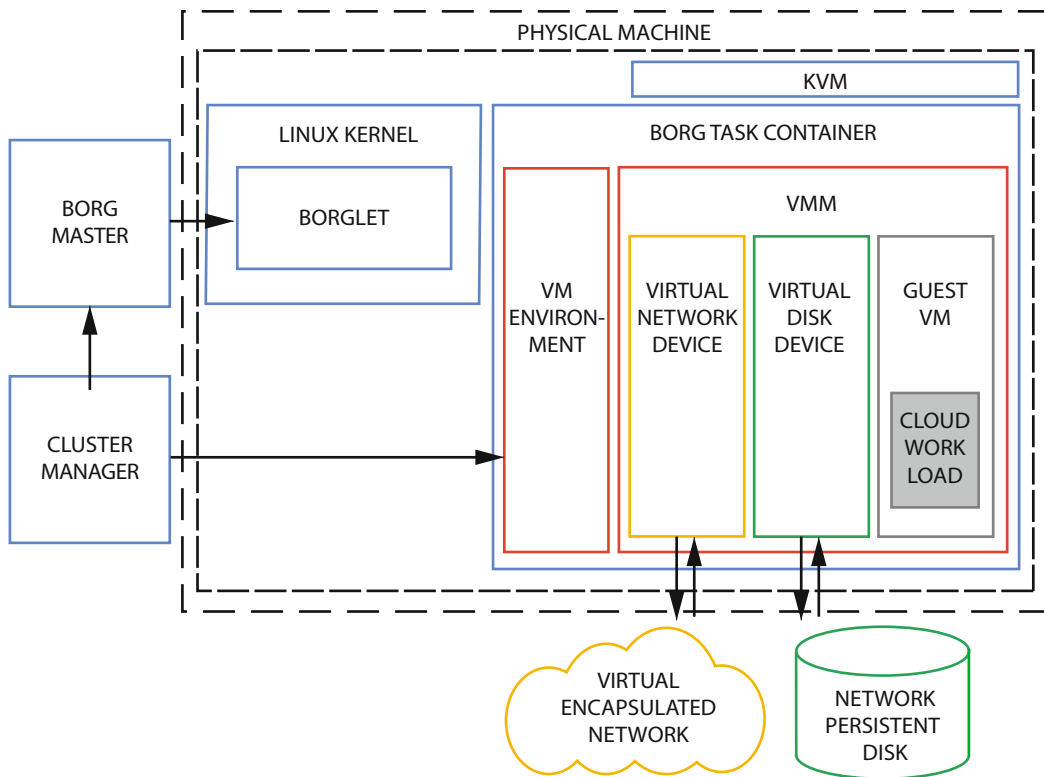 PHYSICAL MACHINE
KVM
LINUX KERNEL
BORG TASK CONTAINER
BORG
MASTER
BORGLET
VMM
VM
ENVIRON-
MENT
VIRTUAL
NETWORK
DEVICE
VIRTUAL
DISK
DEVICE
GUEST
VM
CLUSTER
MANAGER
CLOUD
WORK
LOAD
VIRTUAL
ENCAPSULATED
NETWORK
NETWORK
PERSISTENT
DISK